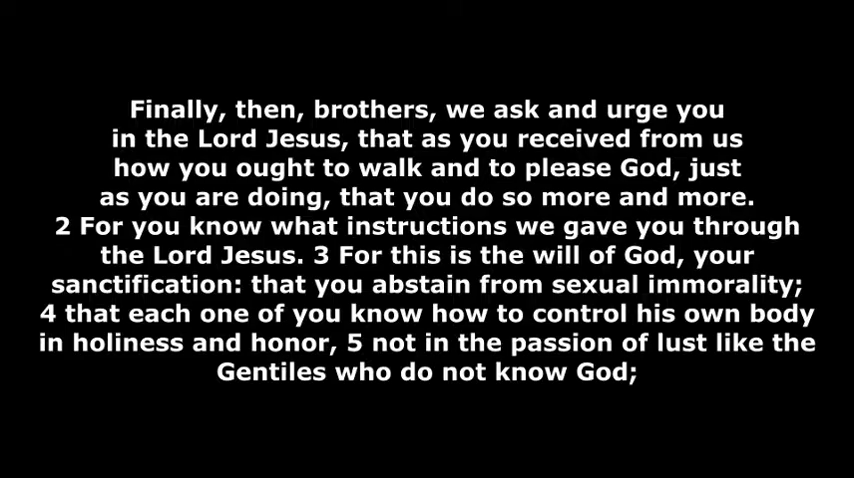 Finally, then, brothers, we ask and urge you
in the Lord Jesus, that as you received from us
how you ought to walk and to please God, just
as you are doing, that you do so more and more.
2 For you know what instructions we gave you through
the Lord Jesus. 3 For this is the will of God, your
sanctification: that you abstain from sexual immorality;
4 that each one of you know how to control his own body
in holiness and honor, 5 not in the passion of lust like the
Gentiles who do not know God;